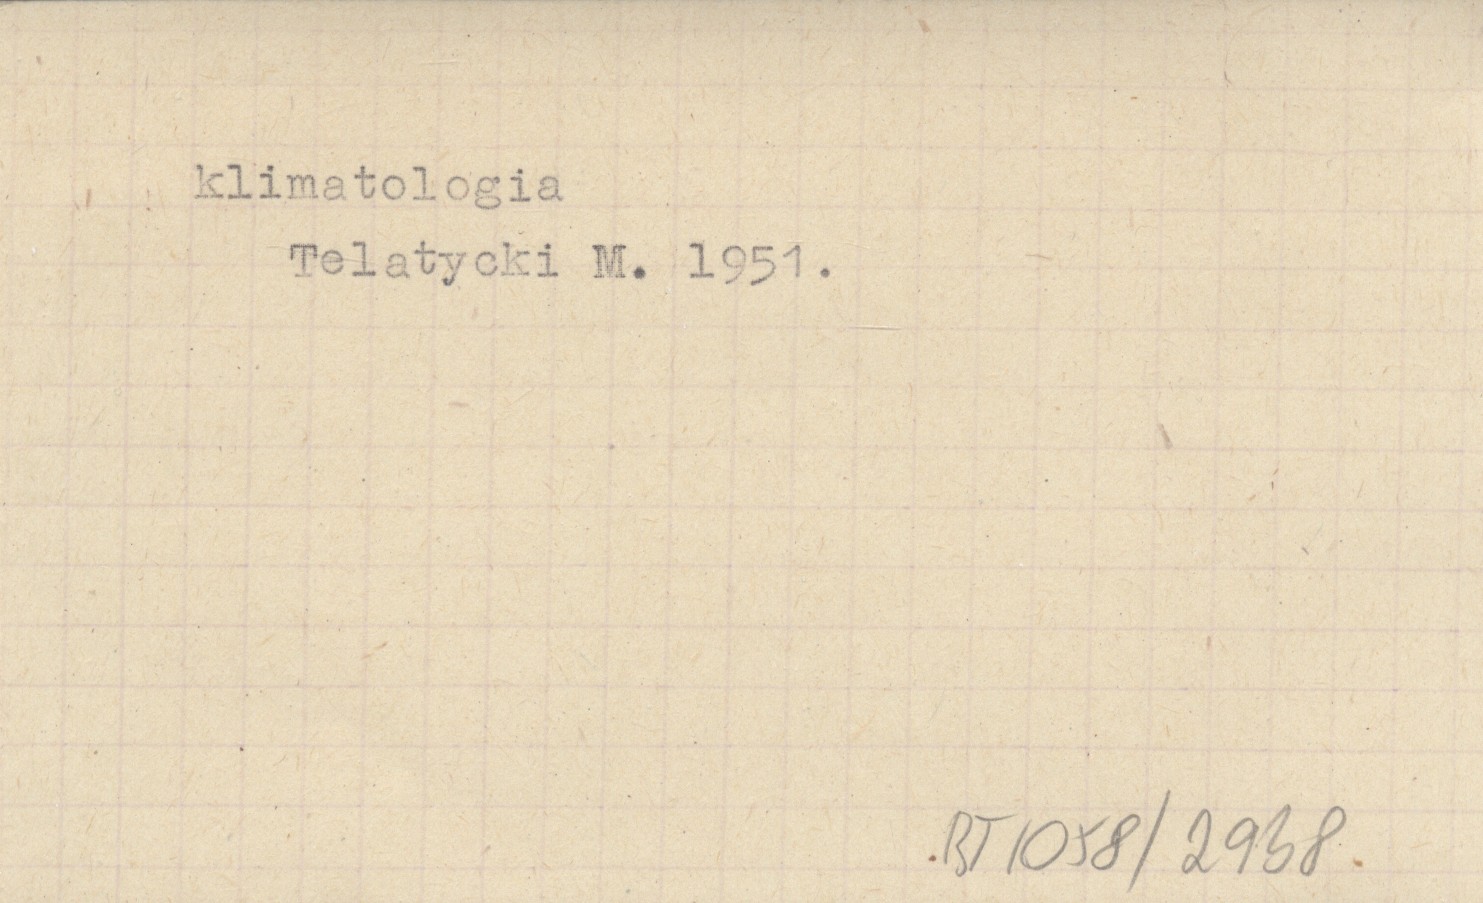 klimatologia
Telatycki M. 1951.
BT1058/2938